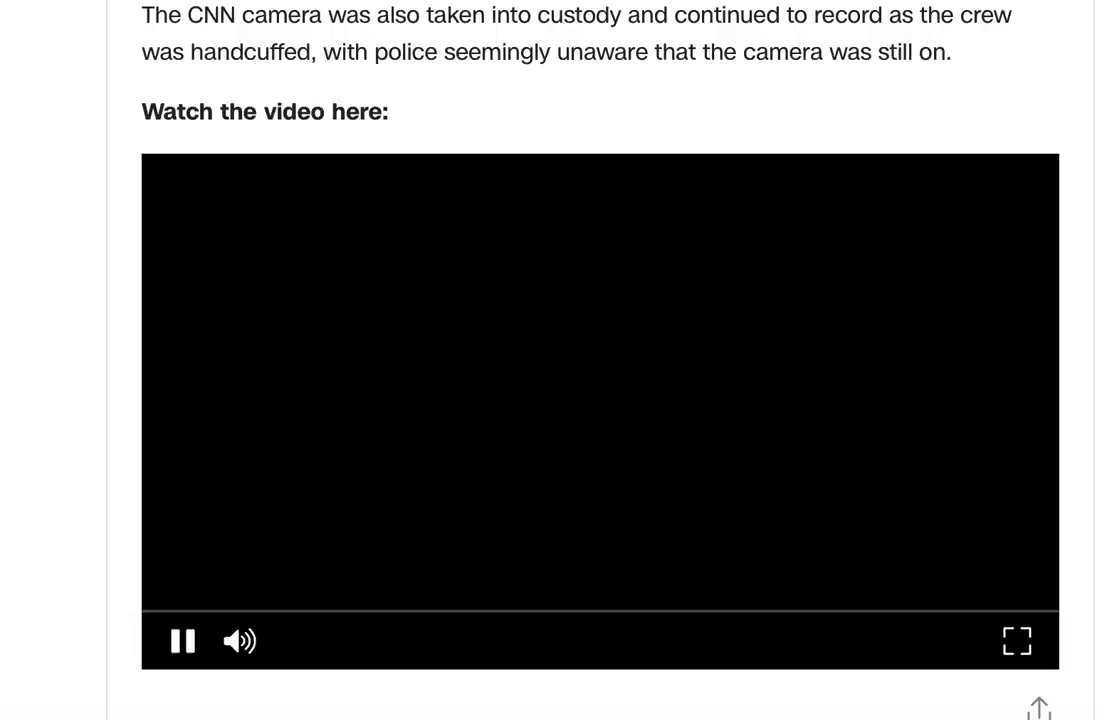 The CNN camera was also taken into custody and continued to record as the crew
was handcuffed, with police seemingly unaware that the camera was still on.
Watch the video here: